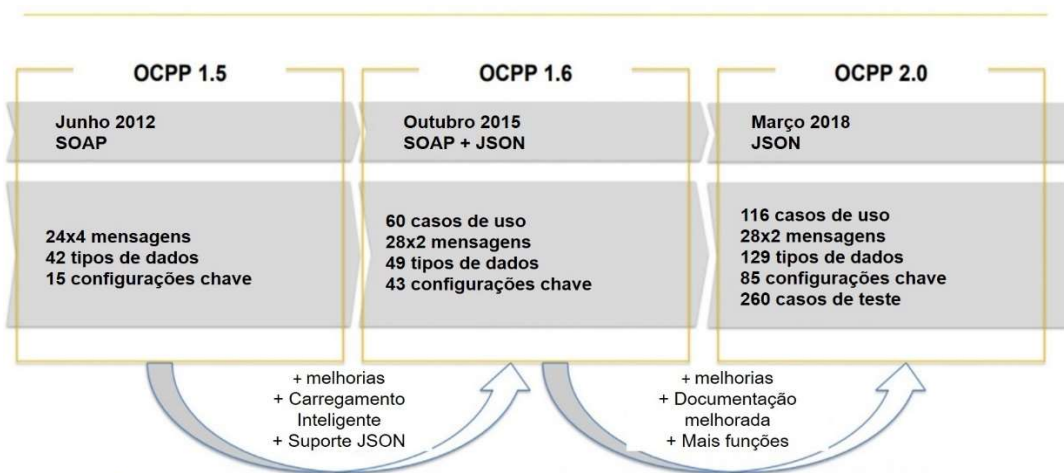 OCPP 1.5
Junho 2012
SOAP
24x4 mensagens
42 tipos de dados
15 configurações chave
OCPP 1.6
Outubro 2015
SOAP + JSON
60 casos de uso
28x2 mensagens
49 tipos de dados
43 configurações chave
OCPP 2.0
Março 2018
JSON
116 casos de uso
28x2 mensagens
129 tipos de dados
85 configurações chave
260 casos de teste
+ melhorias
+ Carregamento
Inteligente
+ Suporte JSON
+ melhorias
+ Documentação
melhorada
+ Mais funções